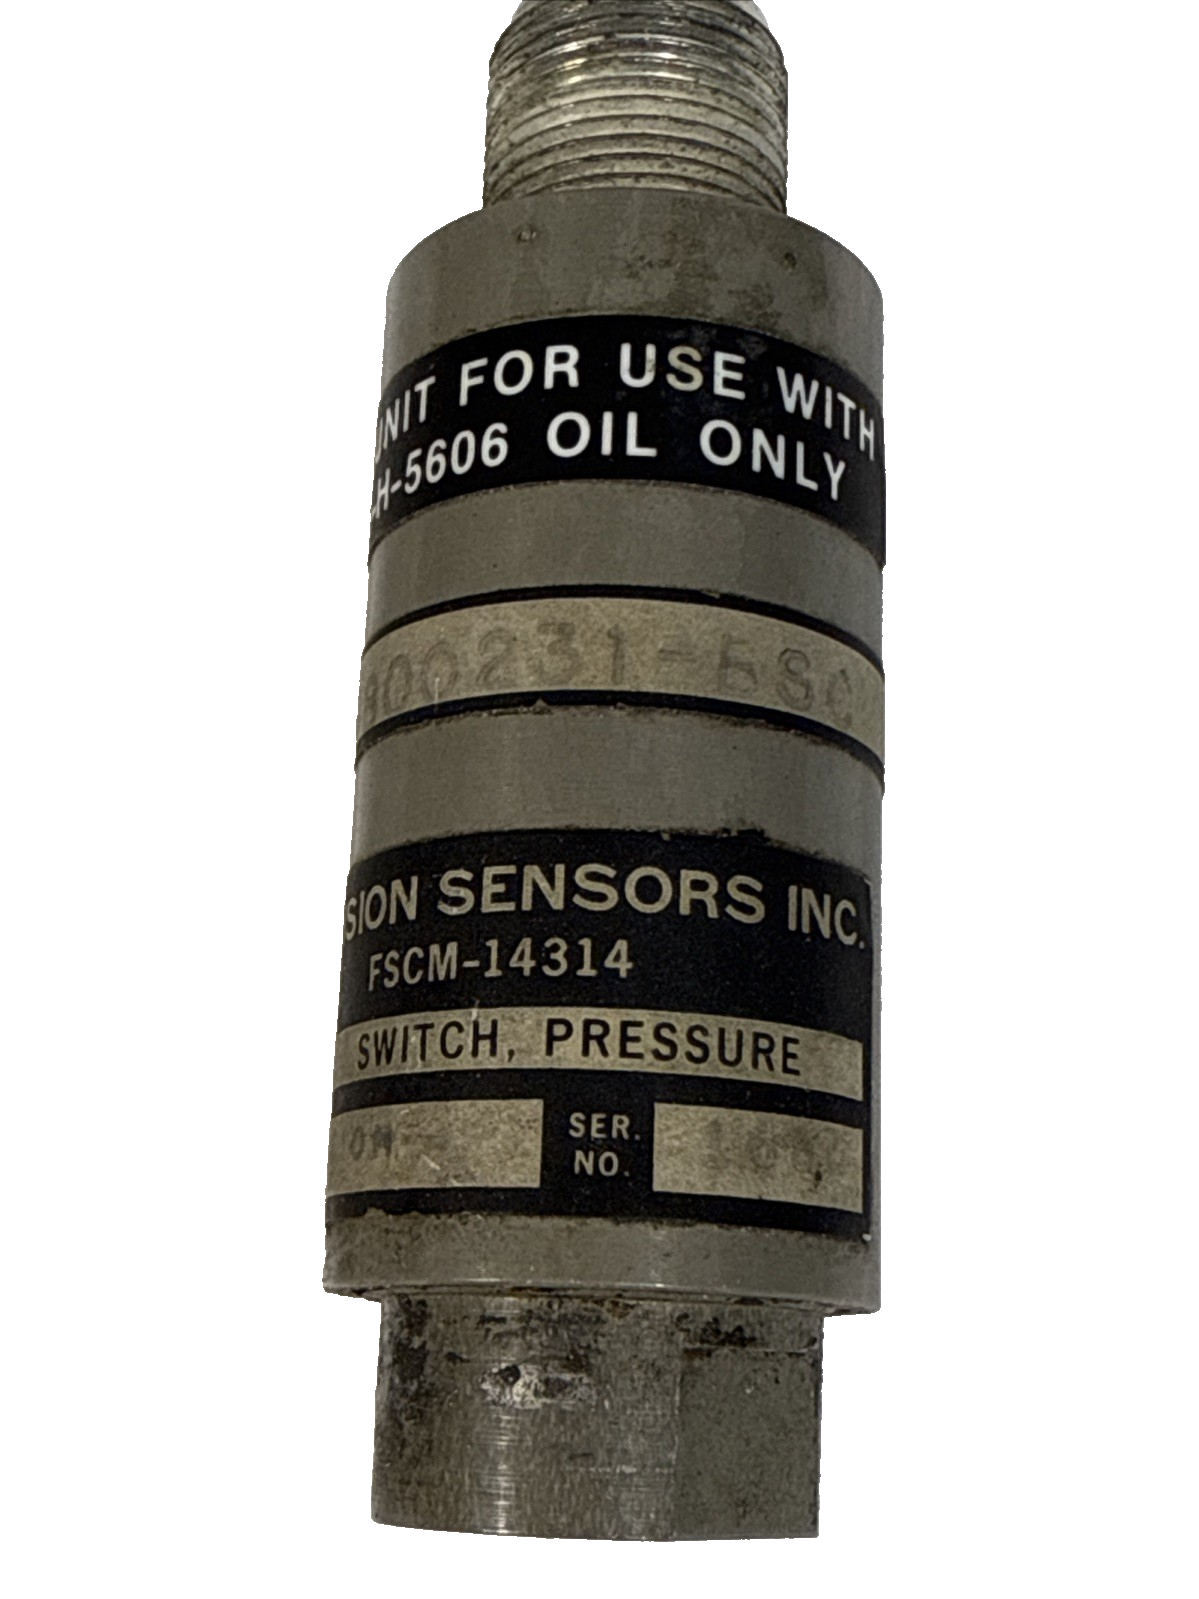 UNIT FOR USE WITH
-H-5606 OIL ONLY
SION SENSORS INC.
FSCM-14314
SWITCH, PRESSURE
SER.
NO.